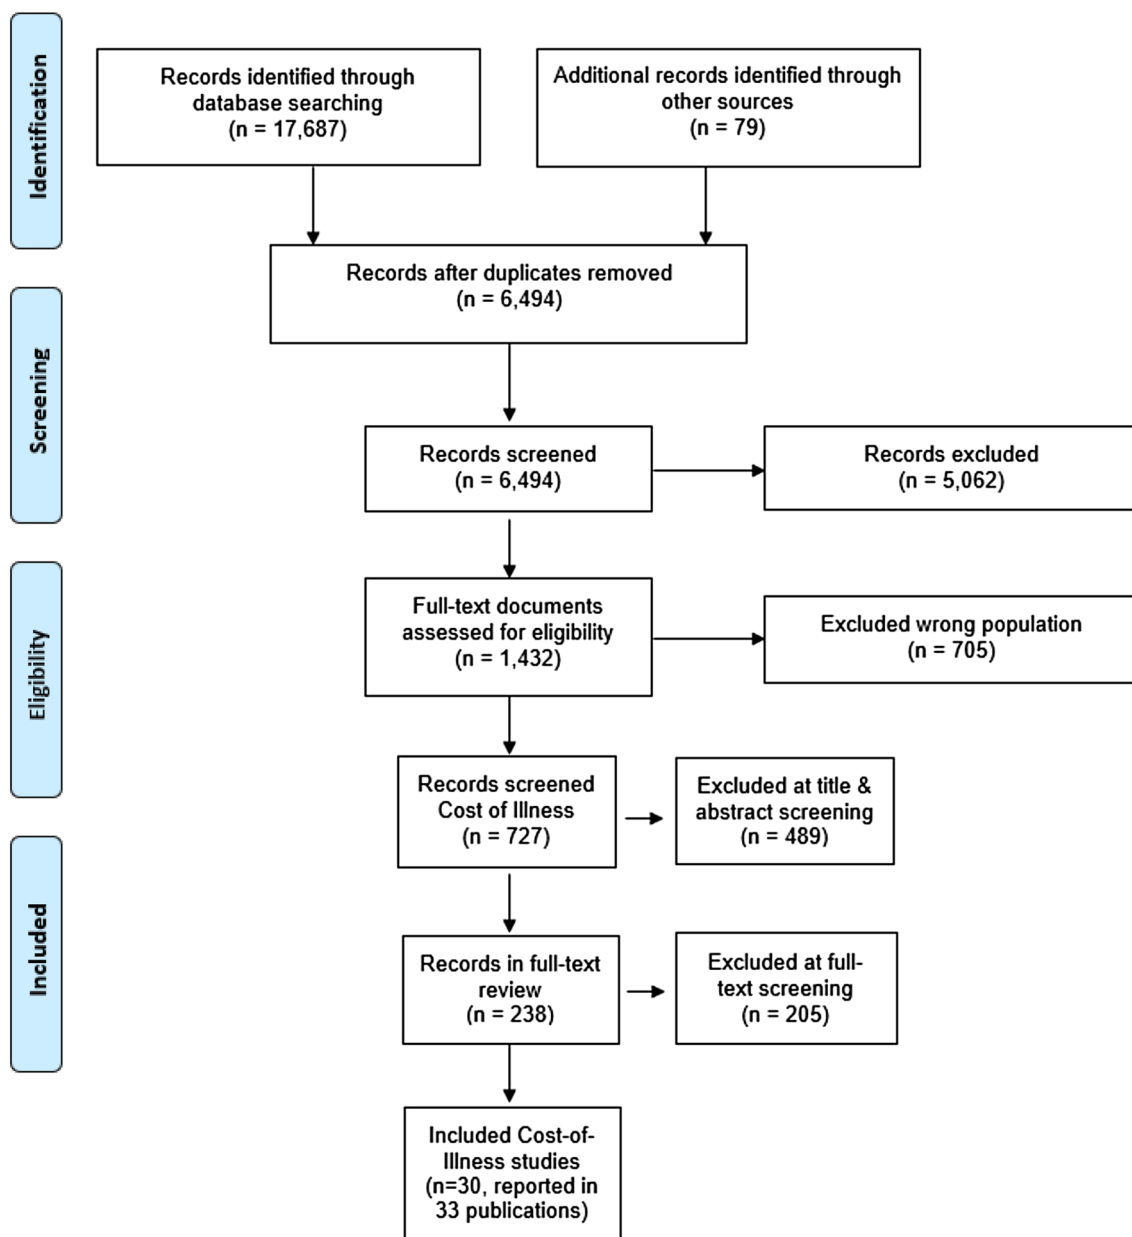 Identification
Records identified through
database searching
(n = 17,687)
Additional records identified through
other sources
(n = 79)
Records after duplicates removed
(n = 6,494)
Screening
Records screened
(n = 6,494)
Records excluded
(n = 5,062)
Eligibility
Full-text documents
assessed for eligibility
(n = 1,432)
Excluded wrong population
(n = 705)
Records screened
Cost of Illness
(n = 727)
Excluded at title &
abstract screening
(n = 489)
Included
Records in full-text
review
(n = 238)
Excluded at full-
text screening
(n = 205)
Included Cost-of-
Illness studies
(n=30, reported in
33 publications)